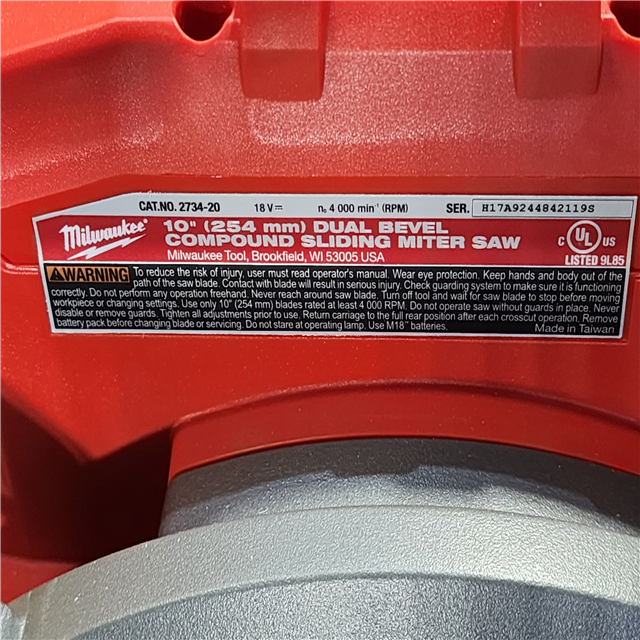 CAT.NO. 2734-20 18 V⎓ n₀ 4 000 min⁻¹ (RPM) SER. H17A9244842119S
Milwaukee 10" (254 mm) DUAL BEVEL
COMPOUND SLIDING MITER SAW
Milwaukee Tool, Brookfield, WI 53005 USA
C UL US
LISTED 9L85
WARNING To reduce the risk of injury, user must read operator's manual. Wear eye protection. Keep hands and body out of the
path of the saw blade. Contact with blade will result in serious injury. Check guarding system to make sure it is functioning
correctly. Do not perform any operation freehand. Never reach around saw blade. Turn off tool and wait for saw blade to stop before moving
workpiece or changing settings. Use only 10" (254 mm) blades rated at least 4 000 RPM. Do not operate saw without guards in place. Never
disable or remove guards. Tighten all adjustments prior to use. Return carriage to the full rear position after each crosscut operation. Remove
battery pack before changing blade or servicing. Do not stare at operating lamp. Use M18™ batteries. Made in Taiwan